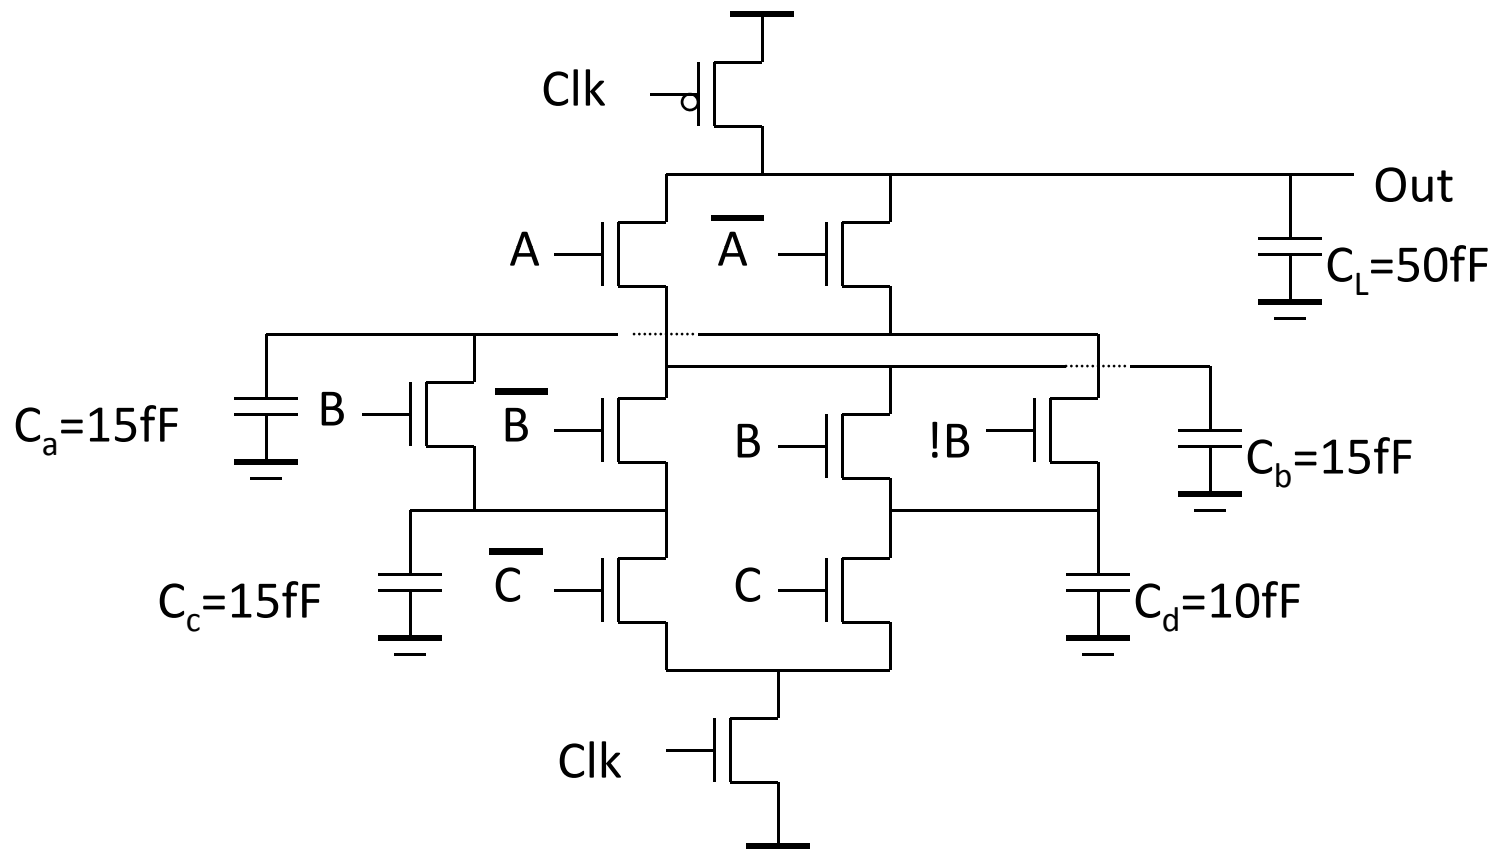 Clk
Out
A
A̅
C_L=50fF
B
B̅
B
!B
C_a=15fF
C_b=15fF
C̅
C
C_c=15fF
C_d=10fF
Clk